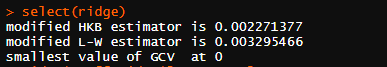 > select(ridge)
modified HKB estimator is 0.002271377
modified L-W estimator is 0.003295466
smallest value of GCV  at 0